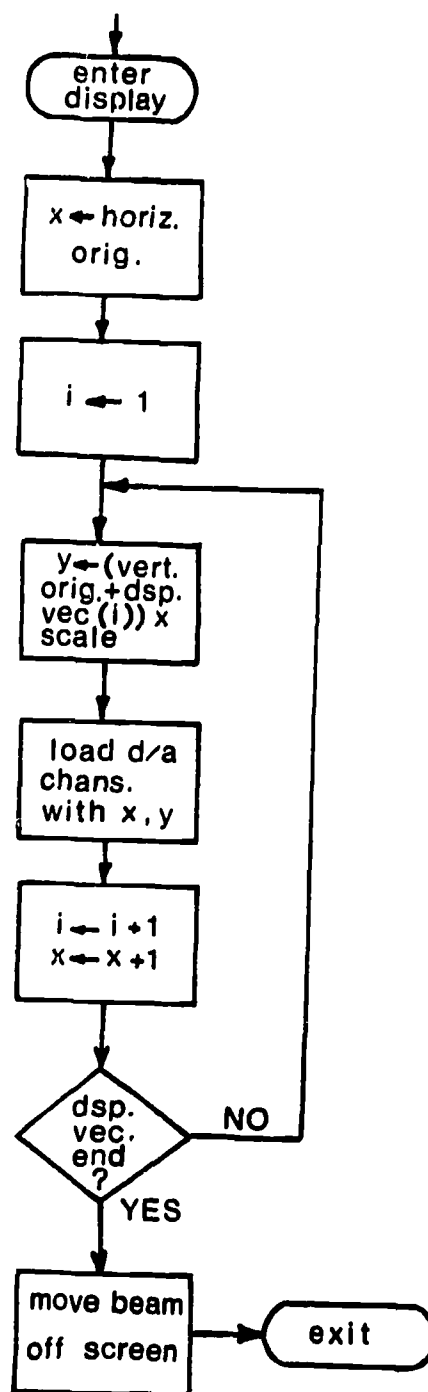 enter
display
x ← horiz.
orig.
i ← 1
y ← (vert.
orig.+dsp.
vec(i)) x
scale
load d/a
chans.
with x, y
i ← i +1
x ← x +1
dsp.
vec.
end
?
NO
YES
move beam
off screen
exit